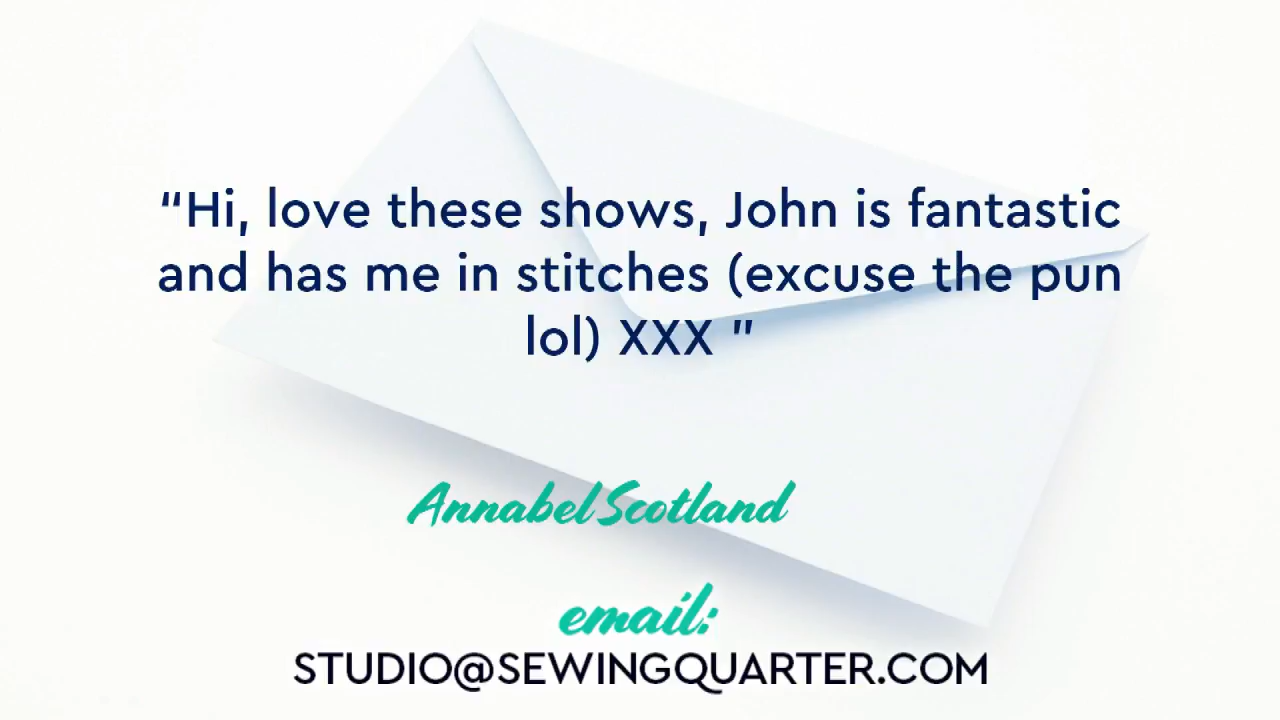 “Hi, love these shows, John is fantastic
and has me in stitches (excuse the pun
lol) XXX ”
Annabel Scotland
email:
STUDIO@SEWINGQUARTER.COM